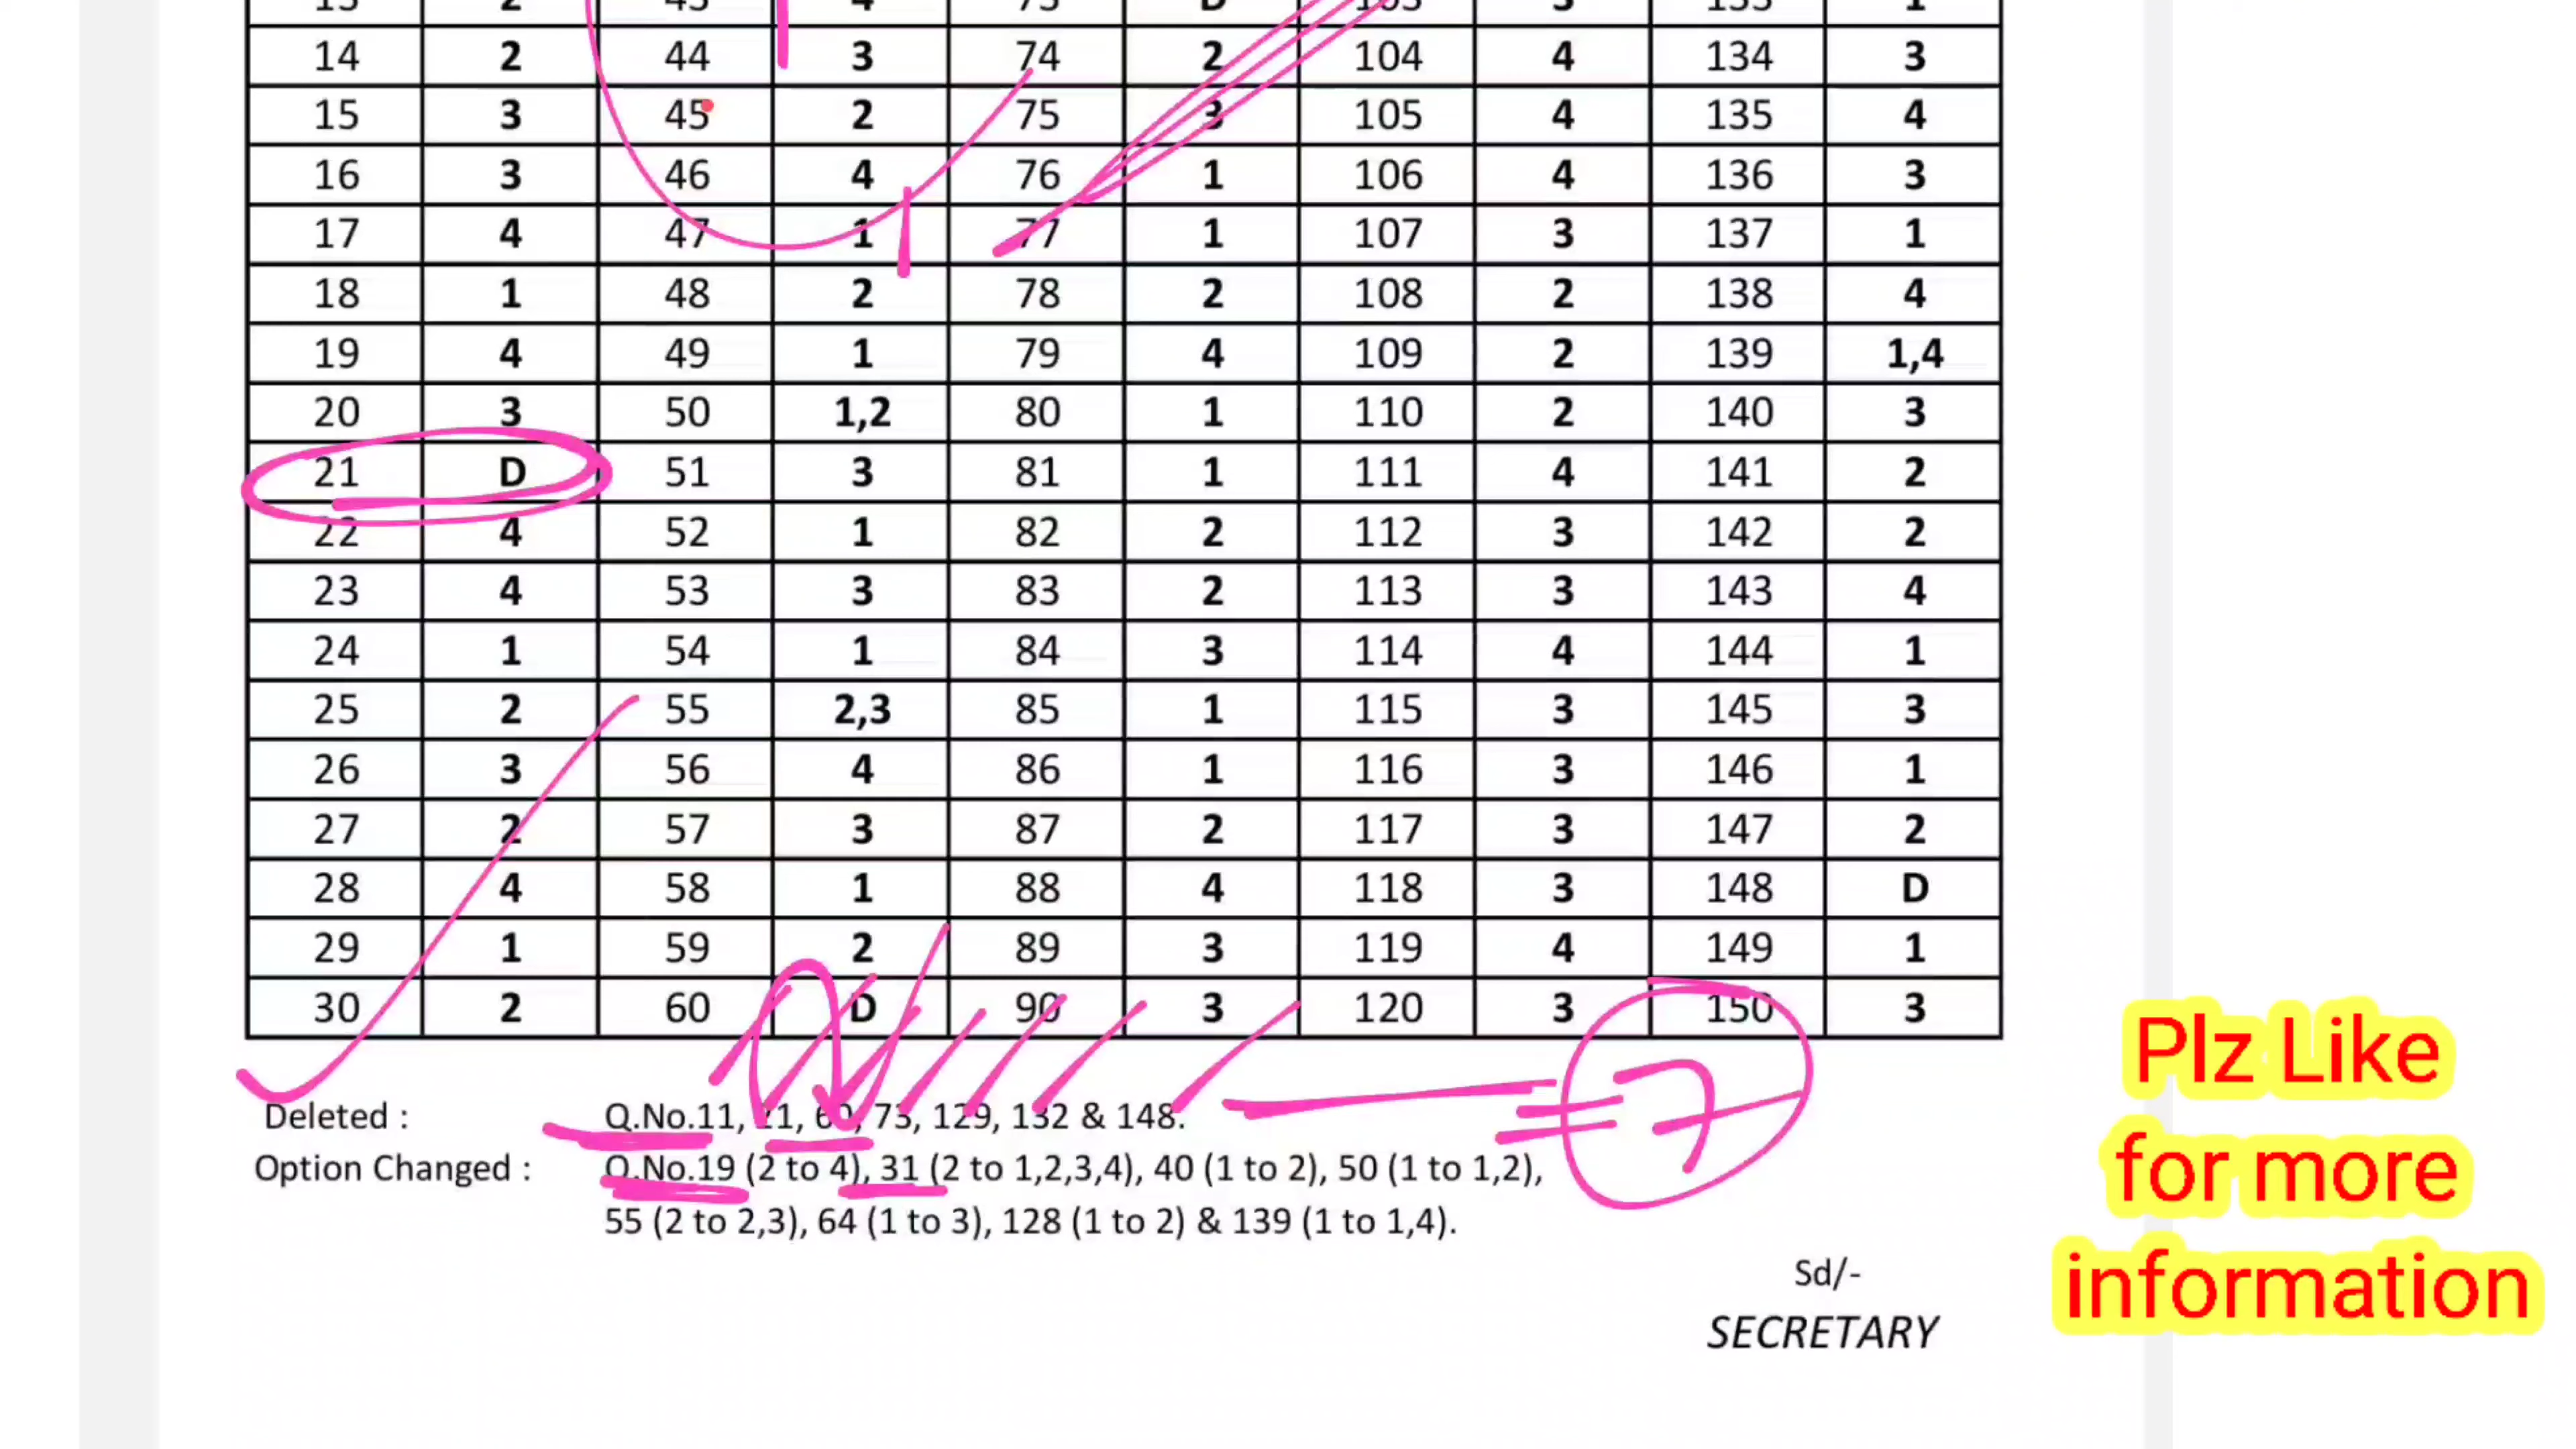 13 2 43 4 73 D 103 3 133 1
14 2 44 3 74 2 104 4 134 3
15 3 45 2 75 3 105 4 135 4
16 3 46 4 76 1 106 4 136 3
17 4 47 1 77 1 107 3 137 1
18 1 48 2 78 2 108 2 138 4
19 4 49 1 79 4 109 2 139 1,4
20 3 50 1,2 80 1 110 2 140 3
21 D 51 3 81 1 111 4 141 2
22 4 52 1 82 2 112 3 142 2
23 4 53 3 83 2 113 3 143 4
24 1 54 1 84 3 114 4 144 1
25 2 55 2,3 85 1 115 3 145 3
26 3 56 4 86 1 116 3 146 1
27 2 57 3 87 2 117 3 147 2
28 4 58 1 88 4 118 3 148 D
29 1 59 2 89 3 119 4 149 1
30 2 60 D 90 3 120 3 150 3
Deleted : Q.No.11, 21, 60, 73, 129, 132 & 148.
7
Option Changed : Q.No.19 (2 to 4), 31 (2 to 1,2,3,4), 40 (1 to 2), 50 (1 to 1,2),
55 (2 to 2,3), 64 (1 to 3), 128 (1 to 2) & 139 (1 to 1,4).
Sd/-
SECRETARY
Plz Like
for more
information